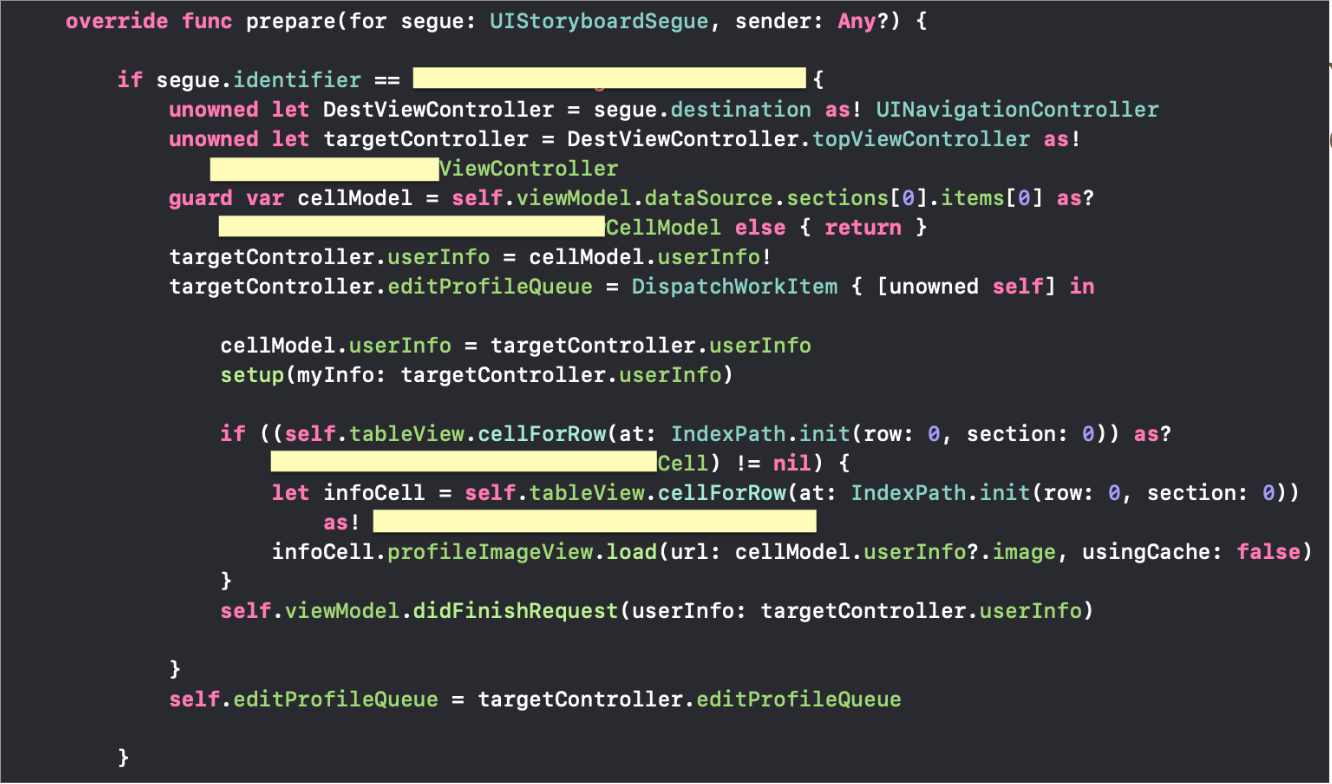 override func prepare(for segue: UIStoryboardSegue, sender: Any?) {
if segue.identifier == {
unowned let DestViewController = segue.destination as! UINavigationController
unowned let targetController = DestViewController.topViewController as!
ViewController
guard var cellModel = self.viewModel.dataSource.sections[0].items[0] as?
CellModel else { return }
targetController.userInfo = cellModel.userInfo!
targetController.editProfileQueue = DispatchWorkItem { [unowned self] in
cellModel.userInfo = targetController.userInfo
setup(myInfo: targetController.userInfo)
if ((self.tableView.cellForRow(at: IndexPath.init(row: 0, section: 0)) as?
Cell) != nil) {
let infoCell = self.tableView.cellForRow(at: IndexPath.init(row: 0, section: 0))
as!
infoCell.profileImageView.load(url: cellModel.userInfo?.image, usingCache: false)
}
self.viewModel.didFinishRequest(userInfo: targetController.userInfo)
}
self.editProfileQueue = targetController.editProfileQueue
}